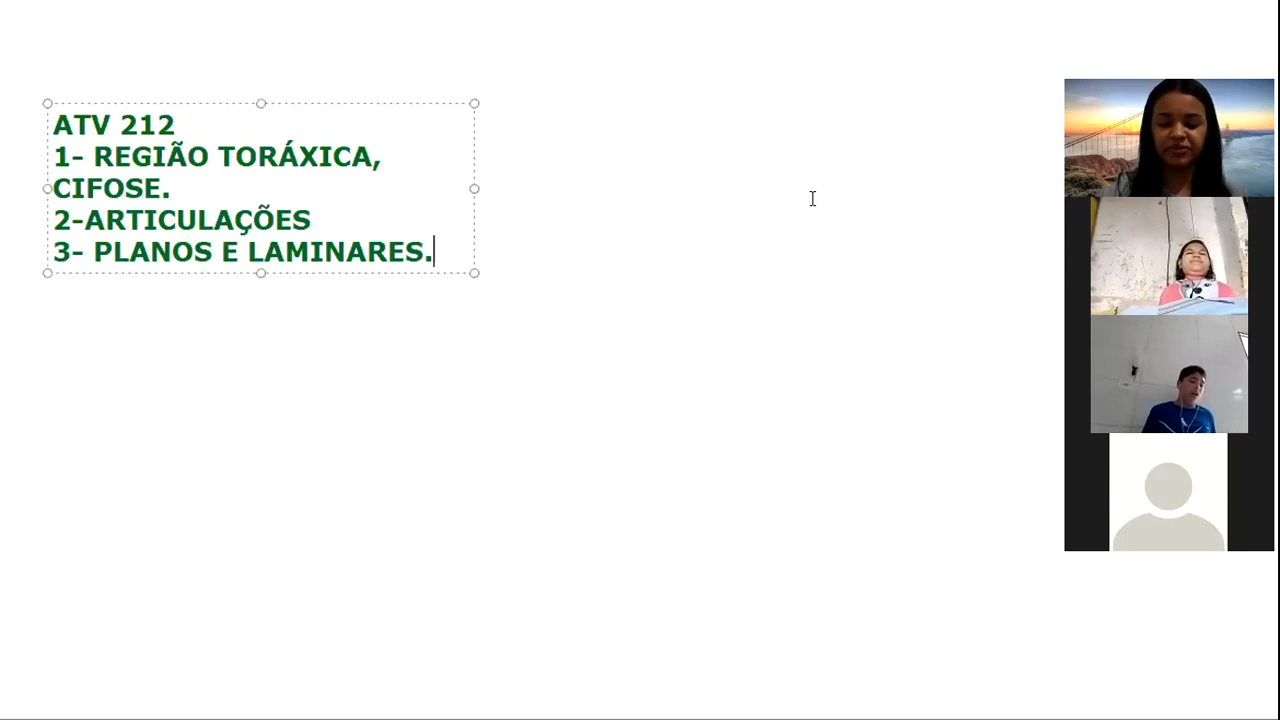 ATV 212
1- REGIÃO TORÁXICA,
CIFOSE.
2-ARTICULAÇÕES
3- PLANOS E LAMINARES.